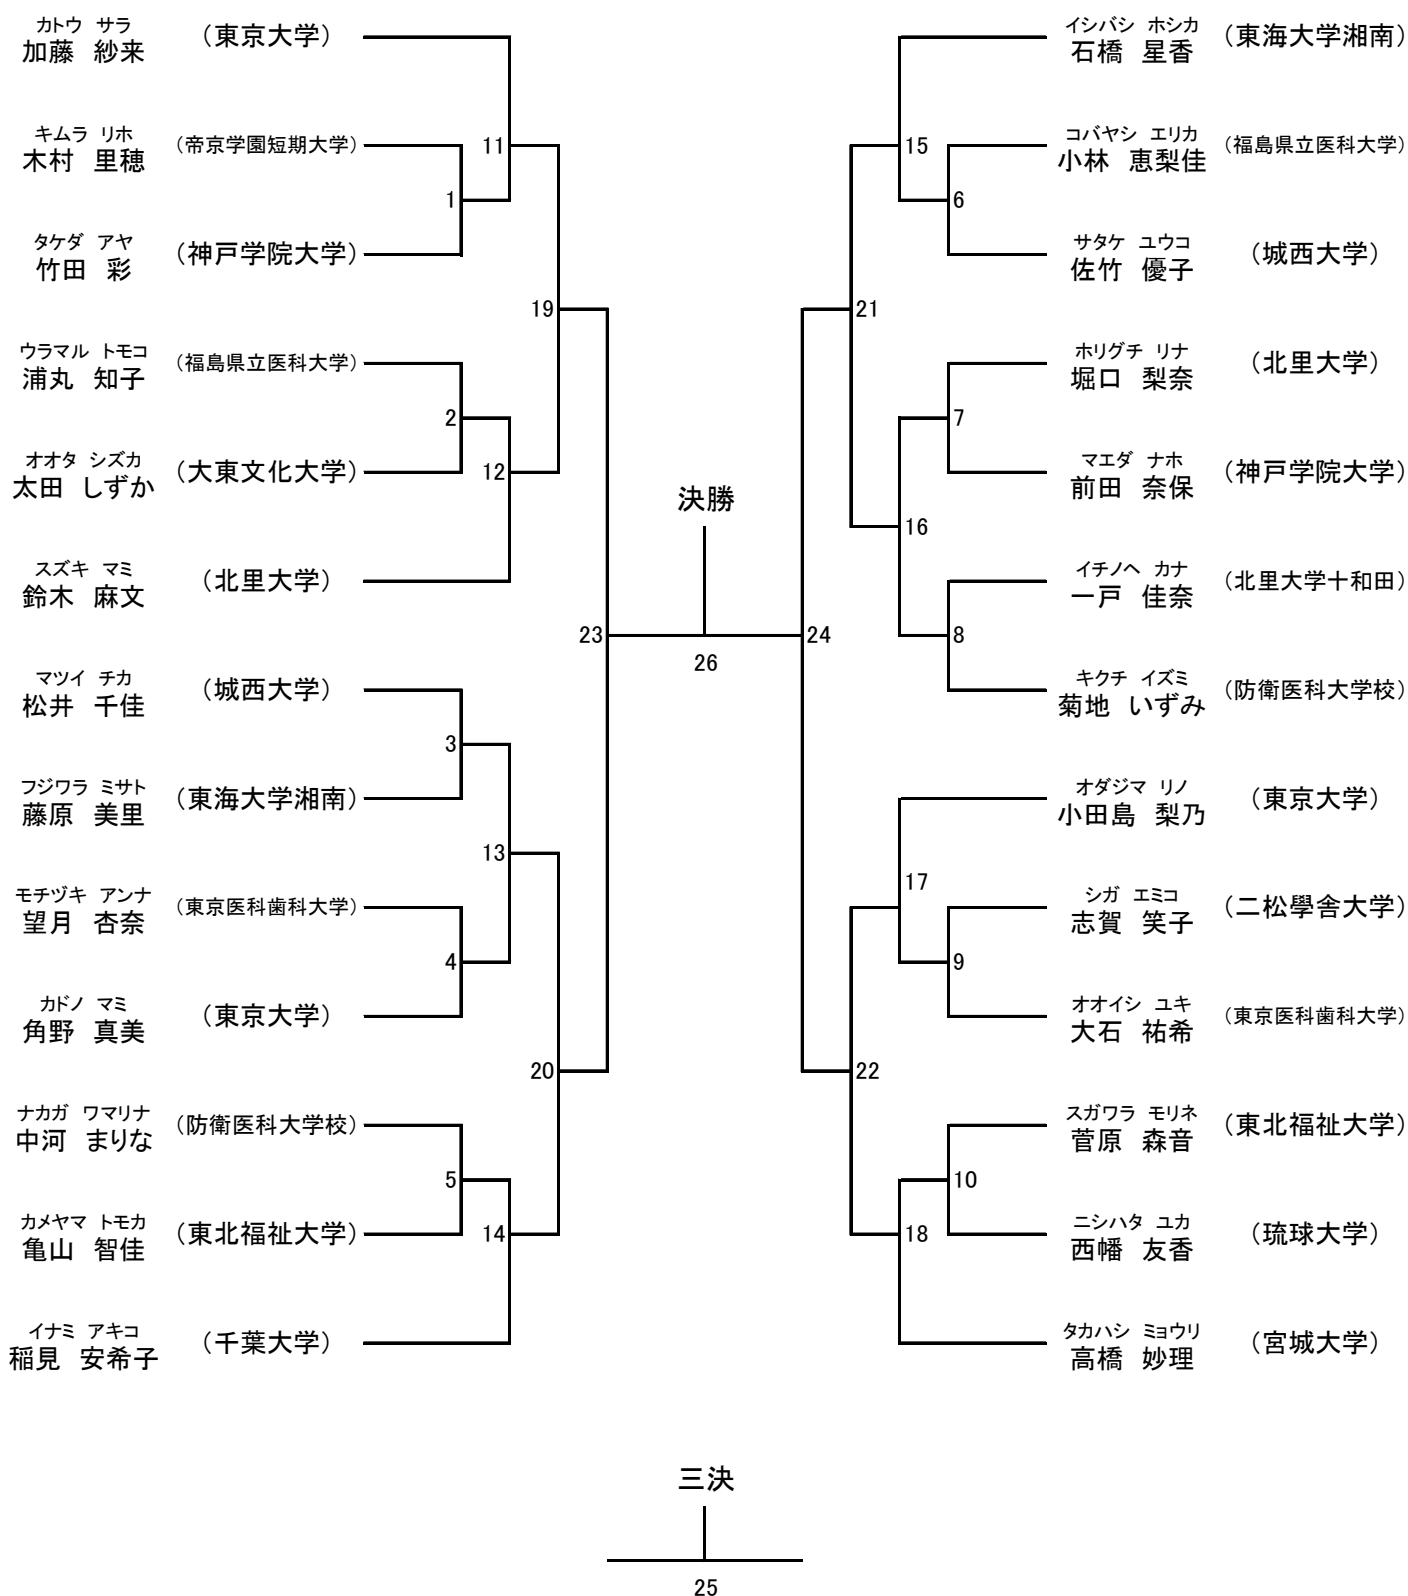 カトウ サラ
加藤 紗来 (東京大学)
キムラ リホ
木村 里穂 (帝京学園短期大学)
タケダ アヤ
竹田 彩 (神戸学院大学)
ウラマル トモコ
浦丸 知子 (福島県立医科大学)
オオタ シズカ
太田 しずか (大東文化大学)
スズキ マミ
鈴木 麻文 (北里大学)
マツイ チカ
松井 千佳 (城西大学)
フジワラ ミサト
藤原 美里 (東海大学湘南)
モチヅキ アンナ
望月 杏奈 (東京医科歯科大学)
カドノ マミ
角野 真美 (東京大学)
ナカガ ワマリナ
中河 まりな (防衛医科大学校)
カメヤマ トモカ
亀山 智佳 (東北福祉大学)
イナミ アキコ
稲見 安希子 (千葉大学)
1
2
3
4
5
11
12
13
14
19
20
23
決勝
26
24
21
22
15
16
17
18
6
7
8
9
10
イシバシ ホシカ
石橋 星香 (東海大学湘南)
コバヤシ エリカ
小林 恵梨佳 (福島県立医科大学)
サタケ ユウコ
佐竹 優子 (城西大学)
ホリグチ リナ
堀口 梨奈 (北里大学)
マエダ ナホ
前田 奈保 (神戸学院大学)
イチノヘ カナ
一戸 佳奈 (北里大学十和田)
キクチ イズミ
菊地 いずみ (防衛医科大学校)
オダジマ リノ
小田島 梨乃 (東京大学)
シガ エミコ
志賀 笑子 (二松學舎大学)
オオイシ ユキ
大石 祐希 (東京医科歯科大学)
スガワラ モリネ
菅原 森音 (東北福祉大学)
ニシハタ ユカ
西幡 友香 (琉球大学)
タカハシ ミョウリ
高橋 妙理 (宮城大学)
三決
25